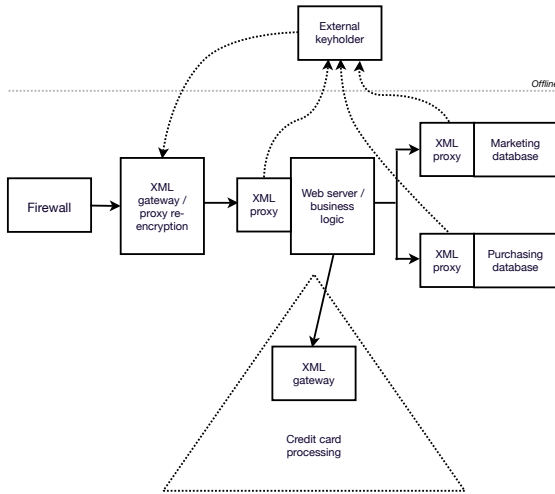 External
keyholder
Offline
XML
proxy
Marketing
database
XML
gateway /
proxy re-
encryption
XML
proxy
Web server /
business
logic
Firewall
XML
proxy
Purchasing
database
XML
gateway
Credit card
processing